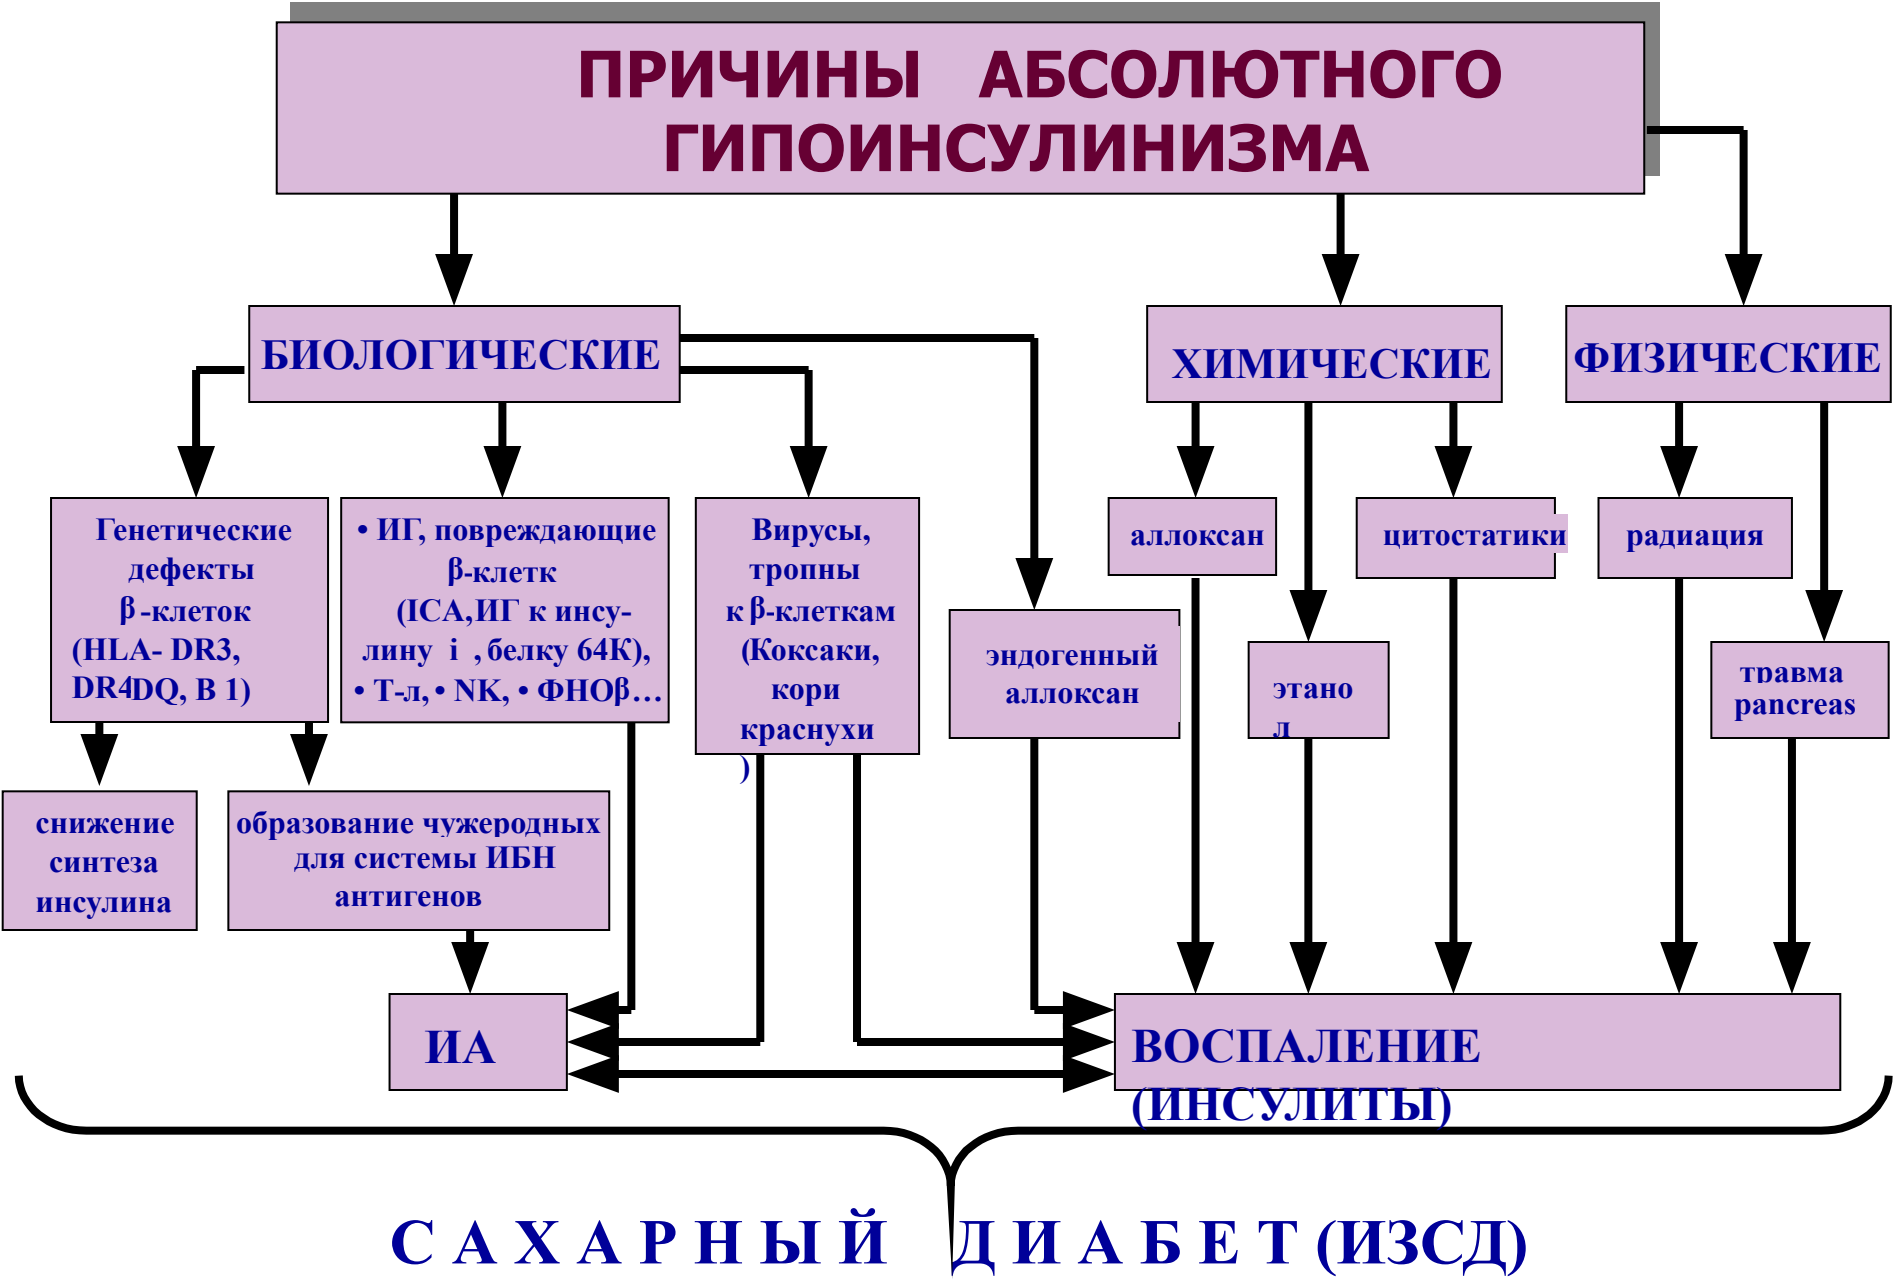 ПРИЧИНЫ АБСОЛЮТНОГО
ГИПОИНСУЛИНИЗМА
БИОЛОГИЧЕСКИЕ
ХИМИЧЕСКИЕ
ФИЗИЧЕСКИЕ
Генетические
дефекты
β -клеток
(HLA- DR3,
DR4DQ, B 1)
• ИГ, повреждающие
β-клетк
(ICA,ИГ к инсу-
лину i , белку 64К),
• Т-л, • NK, • ФНОβ…
Вирусы,
тропны
к β-клеткам
(Коксаки,
кори
краснухи
)
эндогенный
аллоксан
аллоксан
этано
л
цитостатики
радиация
травма
pancreas
снижение
синтеза
инсулина
образование чужеродных
для системы ИБН
антигенов
ИА
ВОСПАЛЕНИЕ
(ИНСУЛИТЫ)
С А Х А Р Н Ы Й Д И А Б Е Т (ИЗСД)